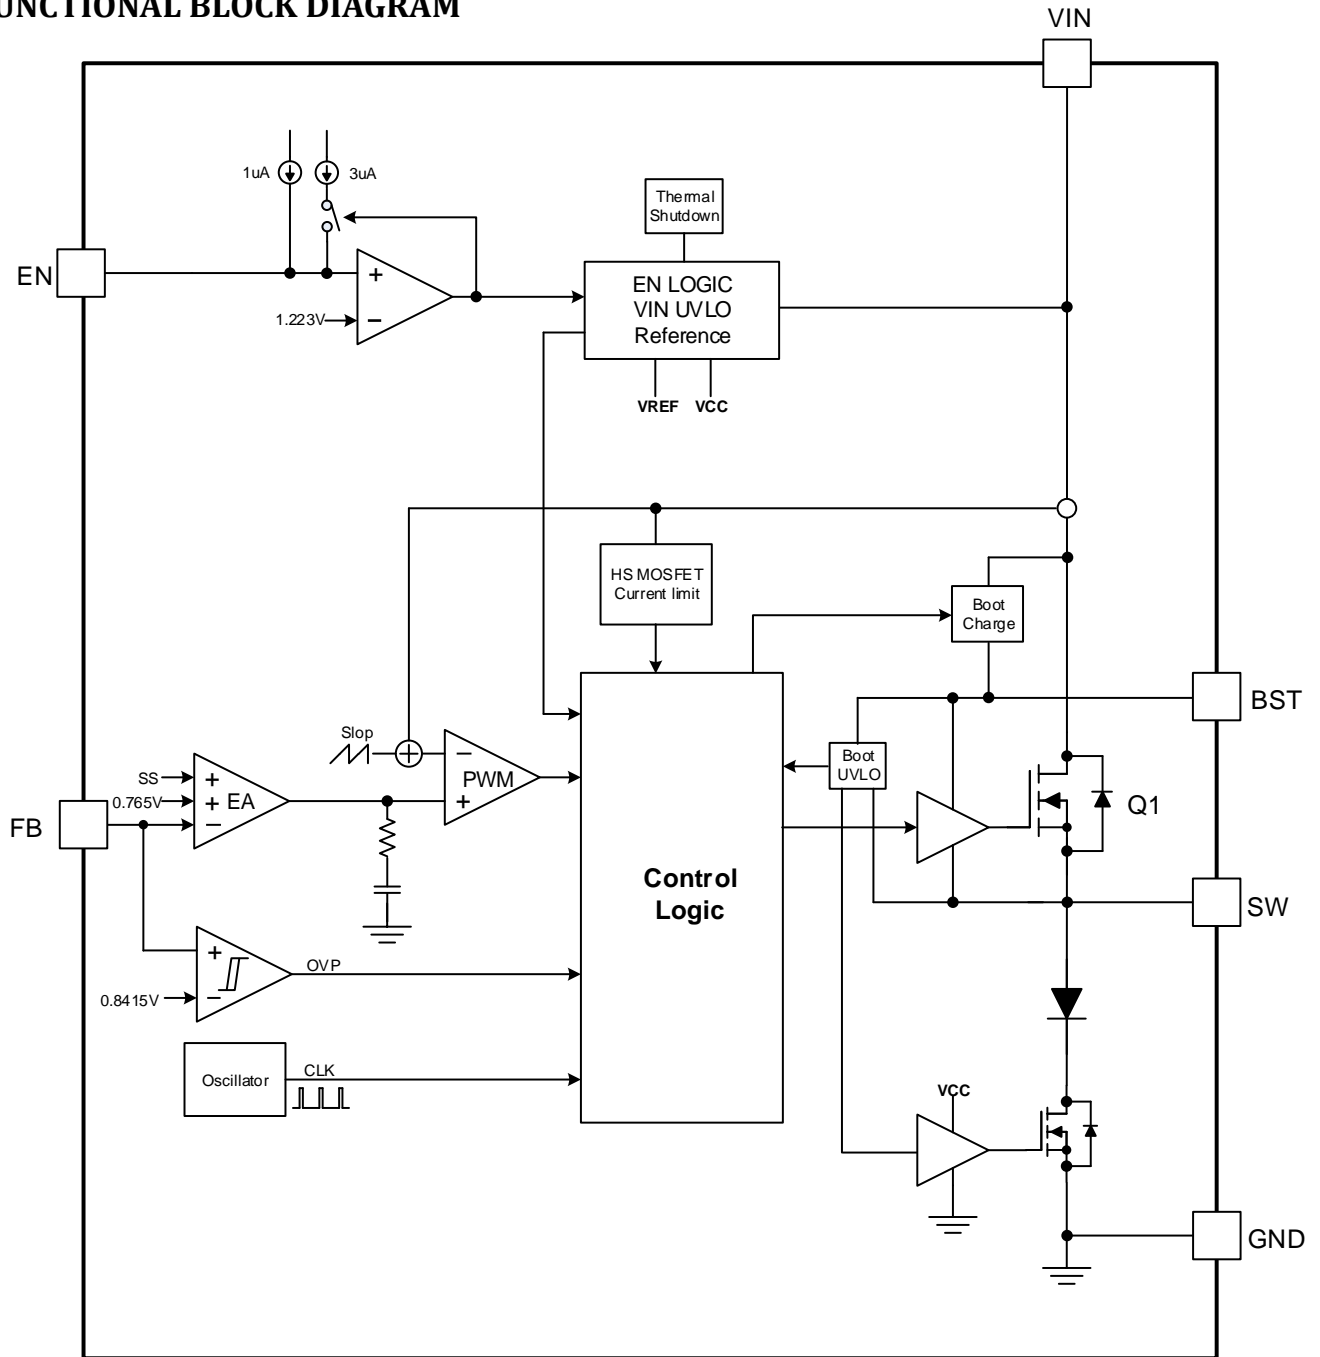 FUNCTIONAL BLOCK DIAGRAM
VIN
1uA
3uA
Thermal
Shutdown
EN
EN LOGIC
VIN UVLO
Reference
+
1.223V
−
VREF
VCC
HS MOSFET
Current limit
Boot
Charge
BST
Slop
−
PWM
+
Boot
UVLO
SS
+
0.765V
+ EA
−
FB
Q1
Control
Logic
SW
+
OVP
0.8415V
−
Oscillator
CLK
VCC
GND